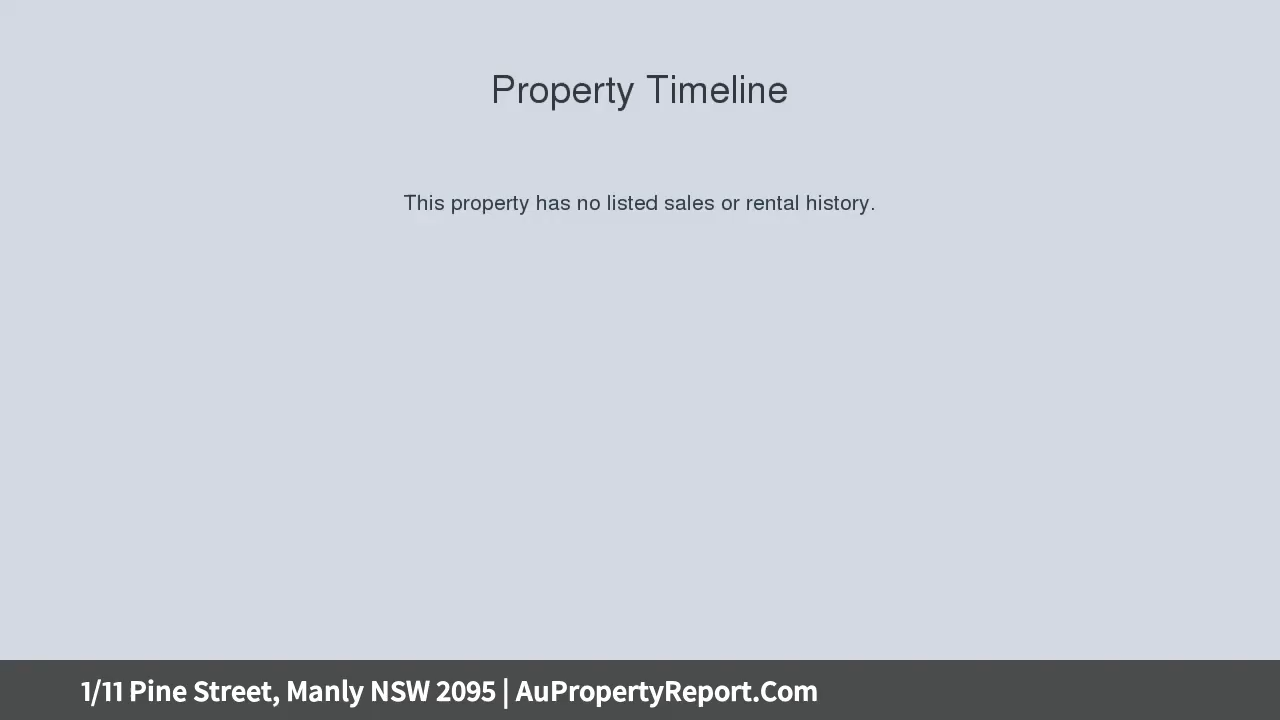 Property Timeline
This property has no listed sales or rental history.
1/11 Pine Street, Manly NSW 2095 | AuPropertyReport.Com